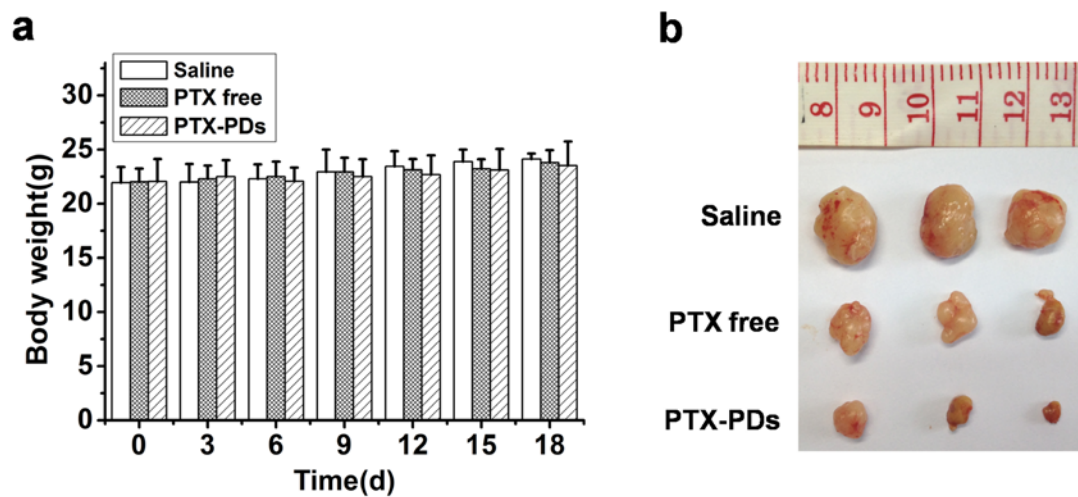 a
b
Saline
PTX free
PTX-PDs
Body weight(g)
30
25
20
15
10
5
0
0 3 6 9 12 15 18
Time(d)
8 9 10 11 12 13
Saline
PTX free
PTX-PDs